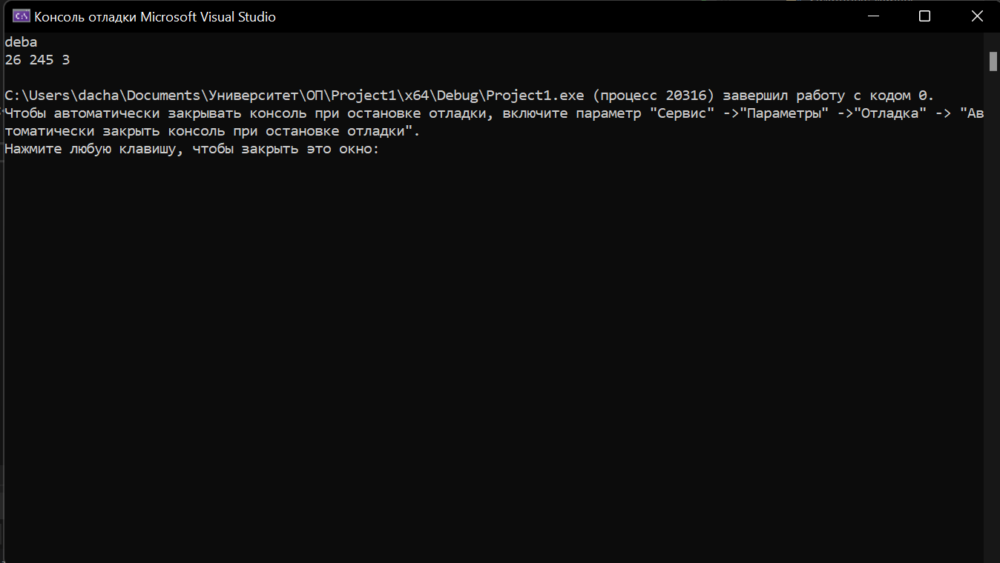 Консоль отладки Microsoft Visual Studio
deba
26 245 3
C:\Users\dacha\Documents\Университет\ОП\Project1\x64\Debug\Project1.exe (процесс 20316) завершил работу с кодом 0.
Чтобы автоматически закрывать консоль при остановке отладки, включите параметр "Сервис" ->"Параметры" ->"Отладка" -> "Ав
томатически закрыть консоль при остановке отладки".
Нажмите любую клавишу, чтобы закрыть это окно: